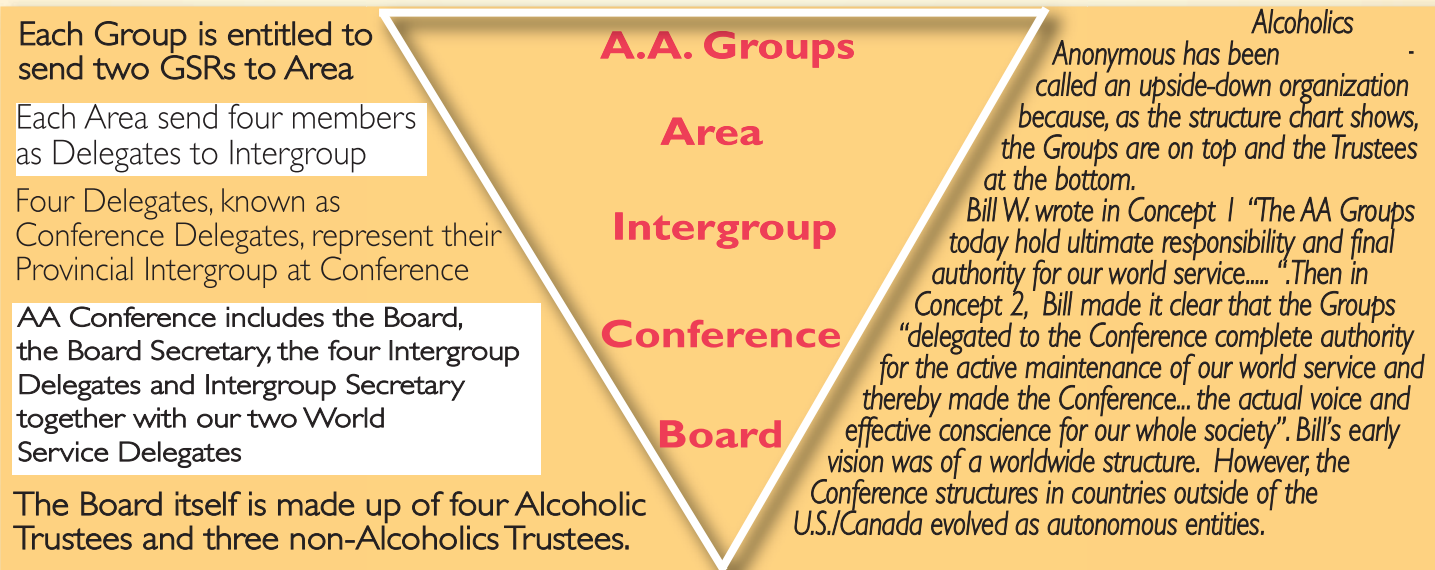 Each Group is entitled to
send two GSRs to Area
Each Area send four members
as Delegates to Intergroup
Four Delegates, known as
Conference Delegates, represent their
Provincial Intergroup at Conference
AA Conference includes the Board,
the Board Secretary, the four Intergroup
Delegates and Intergroup Secretary
together with our two World
Service Delegates
The Board itself is made up of four Alcoholic
Trustees and three non-Alcoholics Trustees.
A.A. Groups
Area
Intergroup
Conference
Board
Alcoholics
Anonymous has been -
called an upside-down organization
because, as the structure chart shows,
the Groups are on top and the Trustees
at the bottom.
Bill W. wrote in Concept 1 “The AA Groups
today hold ultimate responsibility and final
authority for our world service..... “.Then in
Concept 2, Bill made it clear that the Groups
“delegated to the Conference complete authority
for the active maintenance of our world service and
thereby made the Conference... the actual voice and
effective conscience for our whole society”. Bill’s early
vision was of a worldwide structure. However, the
Conference structures in countries outside of the
U.S./Canada evolved as autonomous entities.